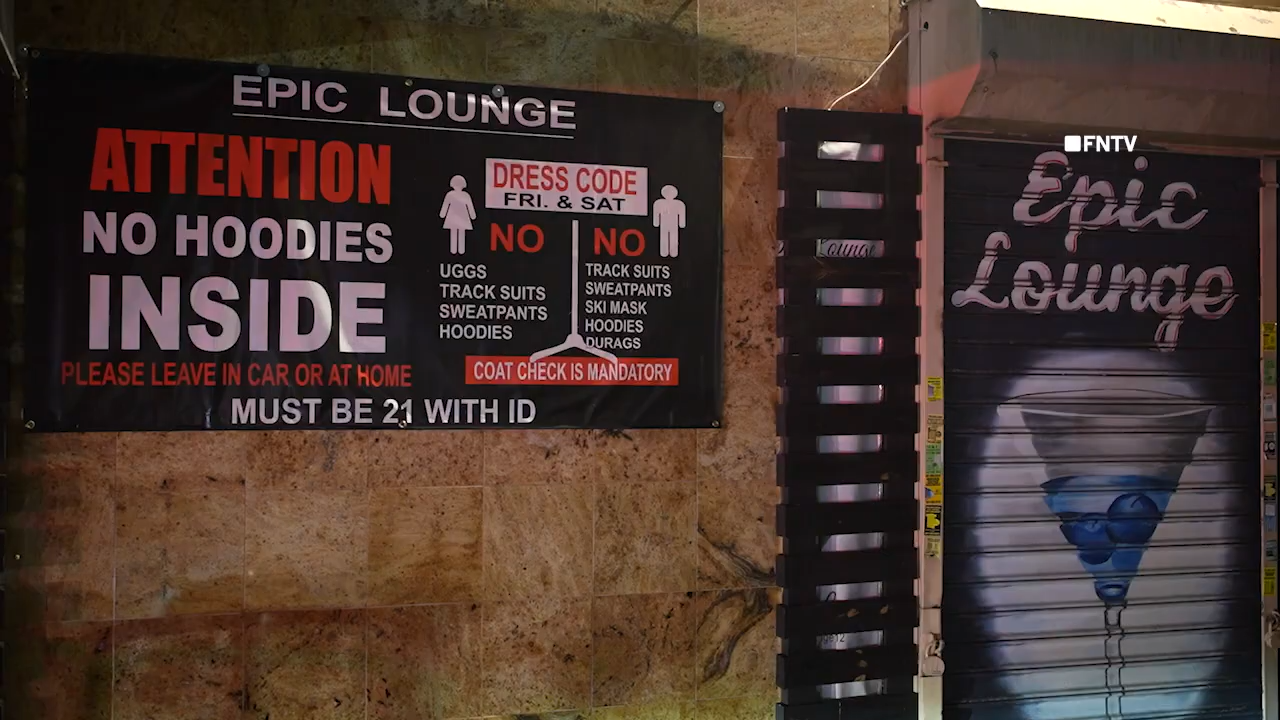 EPIC LOUNGE
ATTENTION
NO HOODIES
INSIDE
PLEASE LEAVE IN CAR OR AT HOME
DRESS CODE
FRI. & SAT
NO
UGGS
TRACK SUITS
SWEATPANTS
HOODIES
NO
TRACK SUITS
SWEATPANTS
SKI MASK
HOODIES
DURAGS
COAT CHECK IS MANDATORY
MUST BE 21 WITH ID
Lounge
FNTV
Epic
Lounge